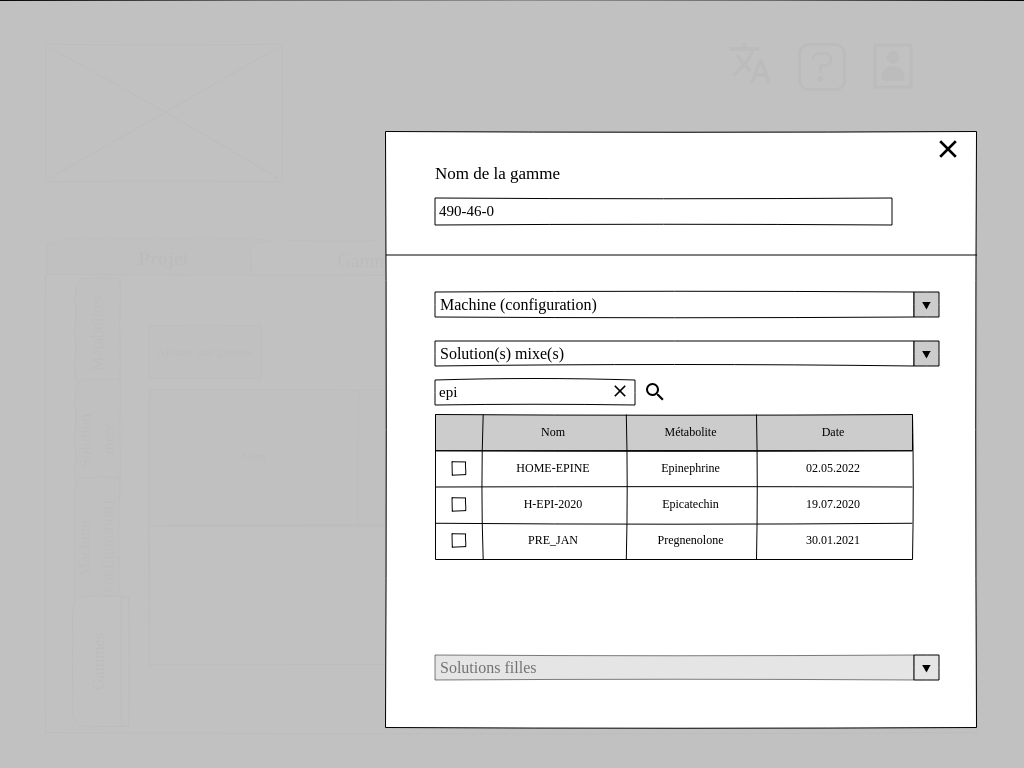 Projet
Nom de la gamme
490-46-0
Machine (configuration)
Solution(s) mixe(s)
epi
Nom Métabolite Date
HOME-EPINE Epinephrine 02.05.2022
H-EPI-2020 Epicatechin 19.07.2020
PRE_JAN Pregnenolone 30.01.2021
Solutions filles